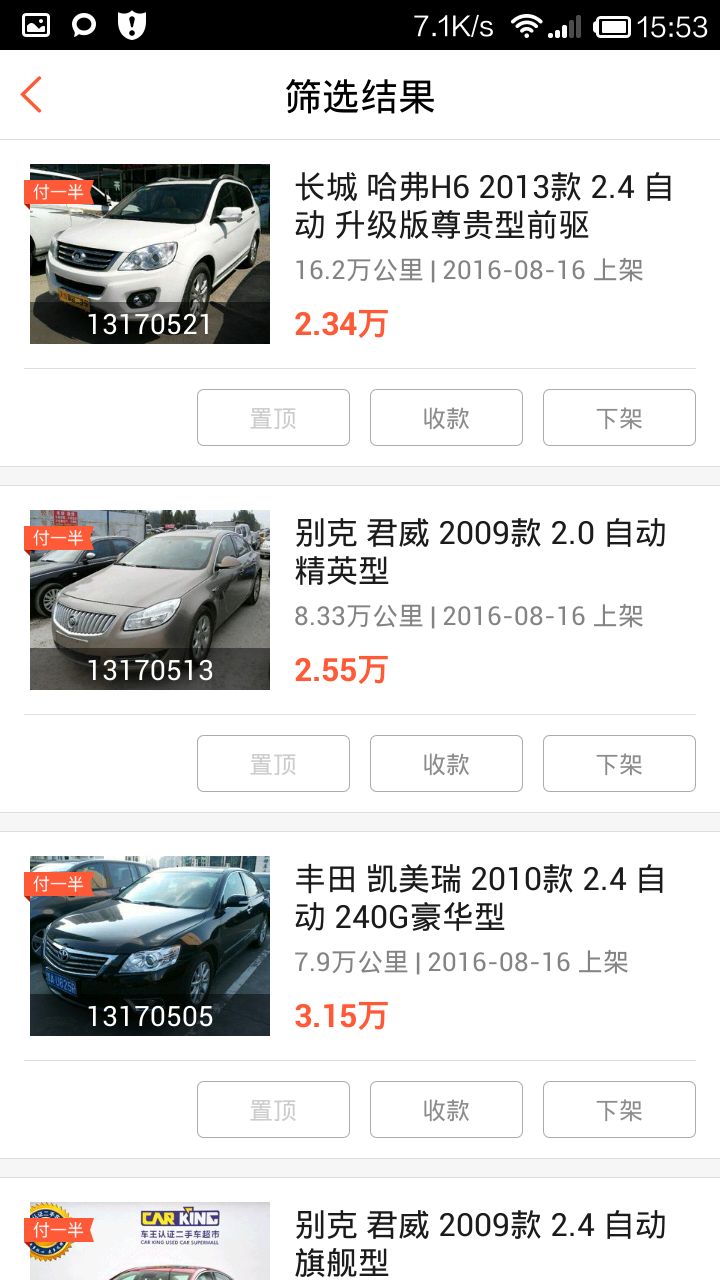 7.1K/s 15:53
筛选结果
付一半
13170521
长城 哈弗H6 2013款 2.4 自
动 升级版尊贵型前驱
16.2万公里 | 2016-08-16 上架
2.34万
置顶 收款 下架
付一半
13170513
别克 君威 2009款 2.0 自动
精英型
8.33万公里 | 2016-08-16 上架
2.55万
置顶 收款 下架
付一半
13170505
丰田 凯美瑞 2010款 2.4 自
动 240G豪华型
7.9万公里 | 2016-08-16 上架
3.15万
置顶 收款 下架
付一半
CAR KING
车王认证二手车超市
CAR KING USED CAR SUPERMALL
别克 君威 2009款 2.4 自动
旗舰型